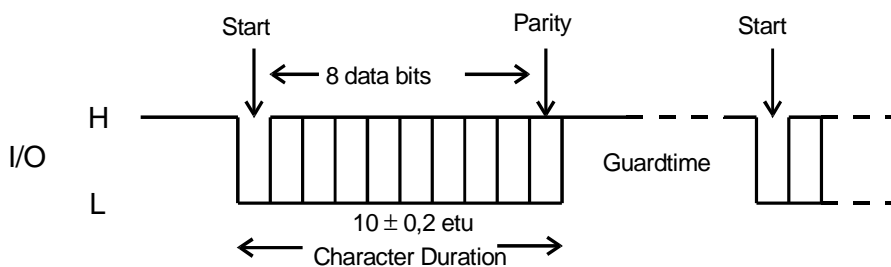 Start
Parity
Start
8 data bits
H
I/O
Guardtime
L
10 ± 0,2 etu
Character Duration